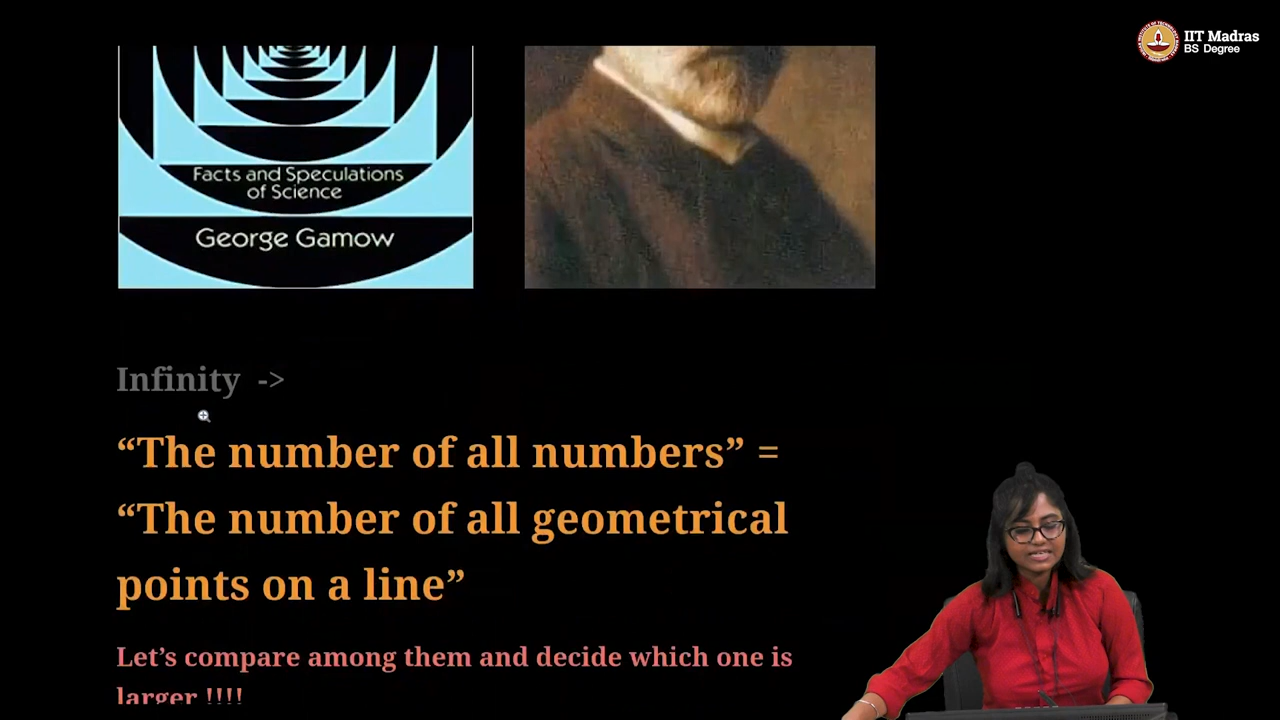 IIT Madras
BS Degree
Facts and Speculations
of Science
George Gamow
Infinity ->
“The number of all numbers” =
“The number of all geometrical
points on a line”
Let’s compare among them and decide which one is
larger !!!!